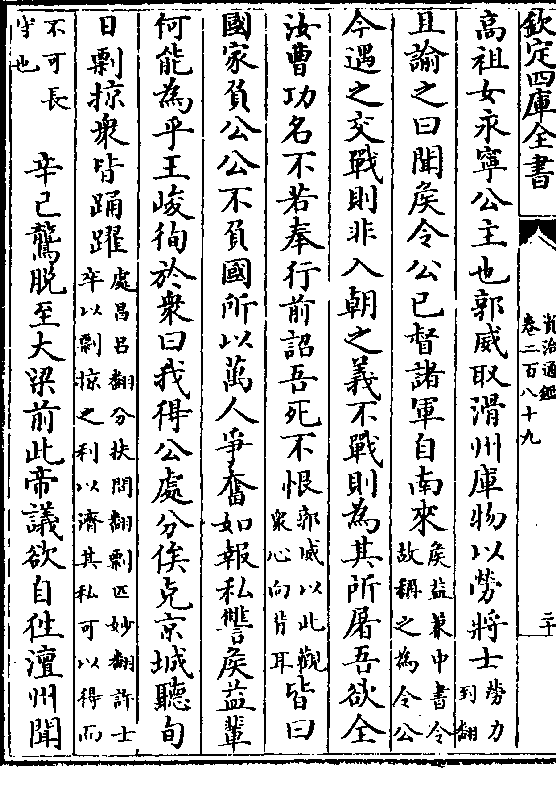 欽定四庫全書
資治通鑑
卷二百八十九
二十
髙祖女永寧公主也郭威取滑州庫物以勞將士勞力
到翻
且諭之曰聞侯令公已督諸軍自南來侯益兼中書令
故稱之為令公
今遇之交戰則非入朝之義不戰則為其所屠吾欲全
汝曹功名不若奉行前詔吾死不恨郭威以此觀
衆心向背耳
皆曰
國家負公公不負國所以萬人爭奮如報私讐侯益輩
何能為乎王峻徇於衆曰我得公處分俟克京城聽旬
日剽掠衆皆踴躍處昌呂翻分扶問翻剽匹妙翻許士
卒以剽掠之利以濟其私可以得而
不可長
守也
辛巳鸗脱至大梁前此帝議欲自往澶州聞